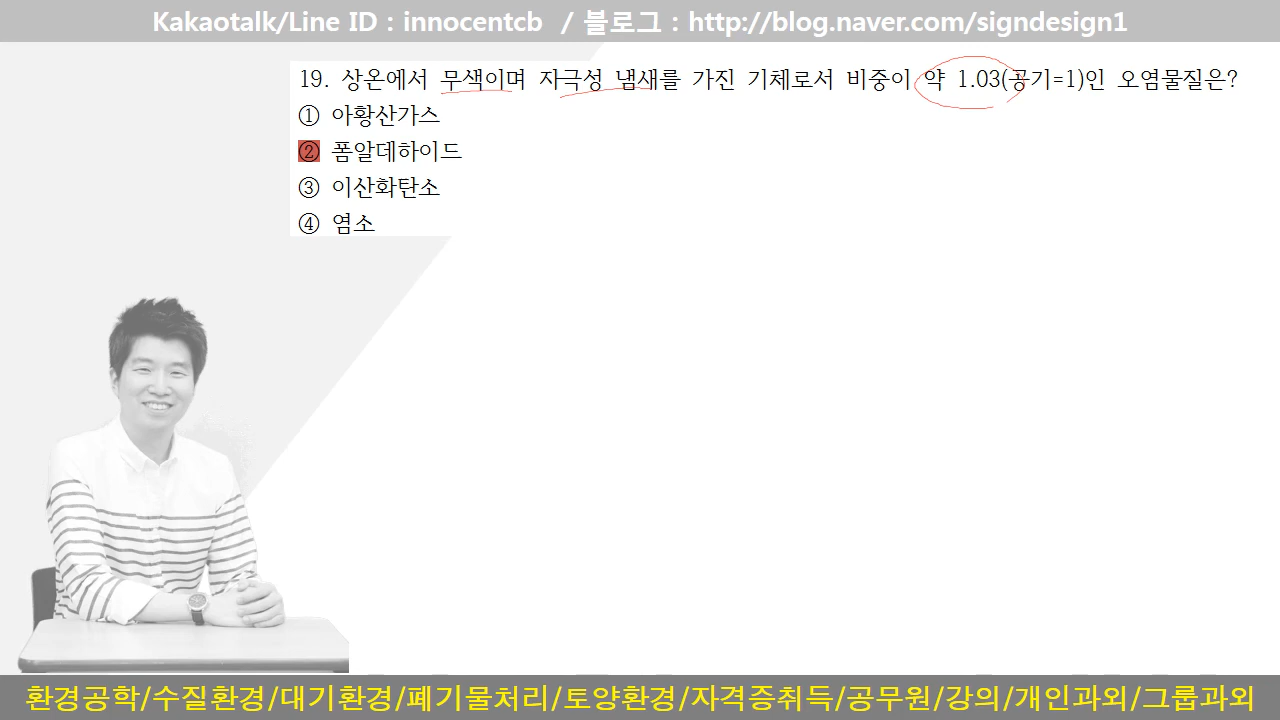 Kakaotalk/Line ID : innocentcb / 블로그 : http://blog.naver.com/signdesign1
19. 상온에서 무색이며 자극성 냄새를 가진 기체로서 비중이 약 1.03(공기=1)인 오염물질은?
① 아황산가스
② 폼알데하이드
③ 이산화탄소
④ 염소
환경공학/수질환경/대기환경/폐기물처리/토양환경/자격증취득/공무원/강의/개인과외/그룹과외